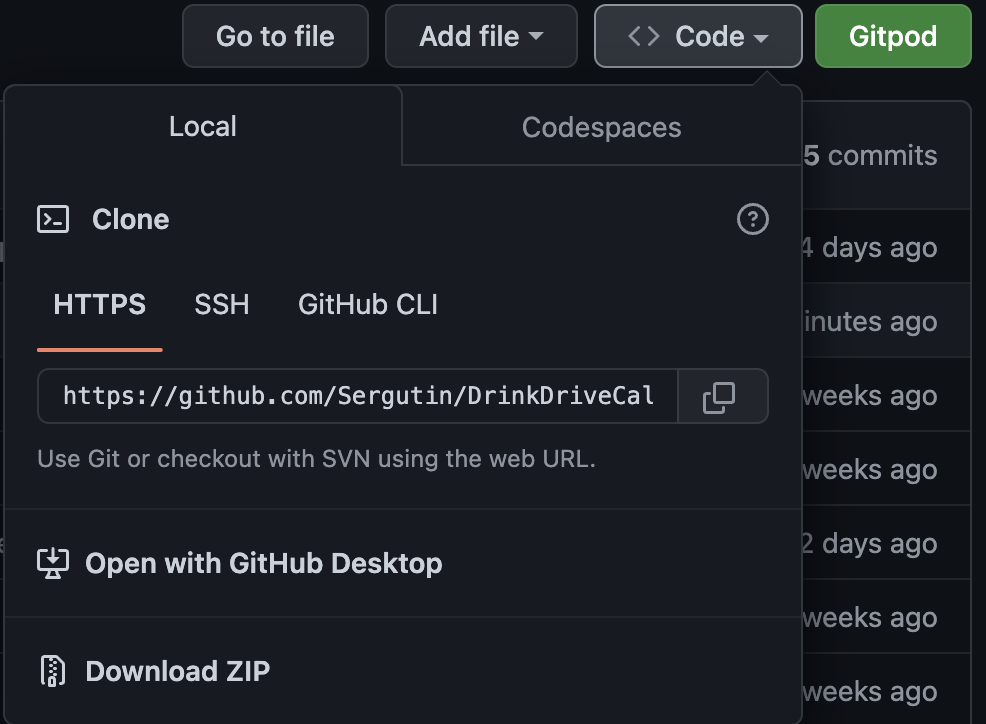 Go to file
Add file
Code
Gitpod
Local
Codespaces
5 commits
Clone
4 days ago
HTTPS
SSH
GitHub CLI
inutes ago
https://github.com/Sergutin/DrinkDriveCal
weeks ago
Use Git or checkout with SVN using the web URL.
weeks ago
Open with GitHub Desktop
2 days ago
weeks ago
Download ZIP
weeks ago